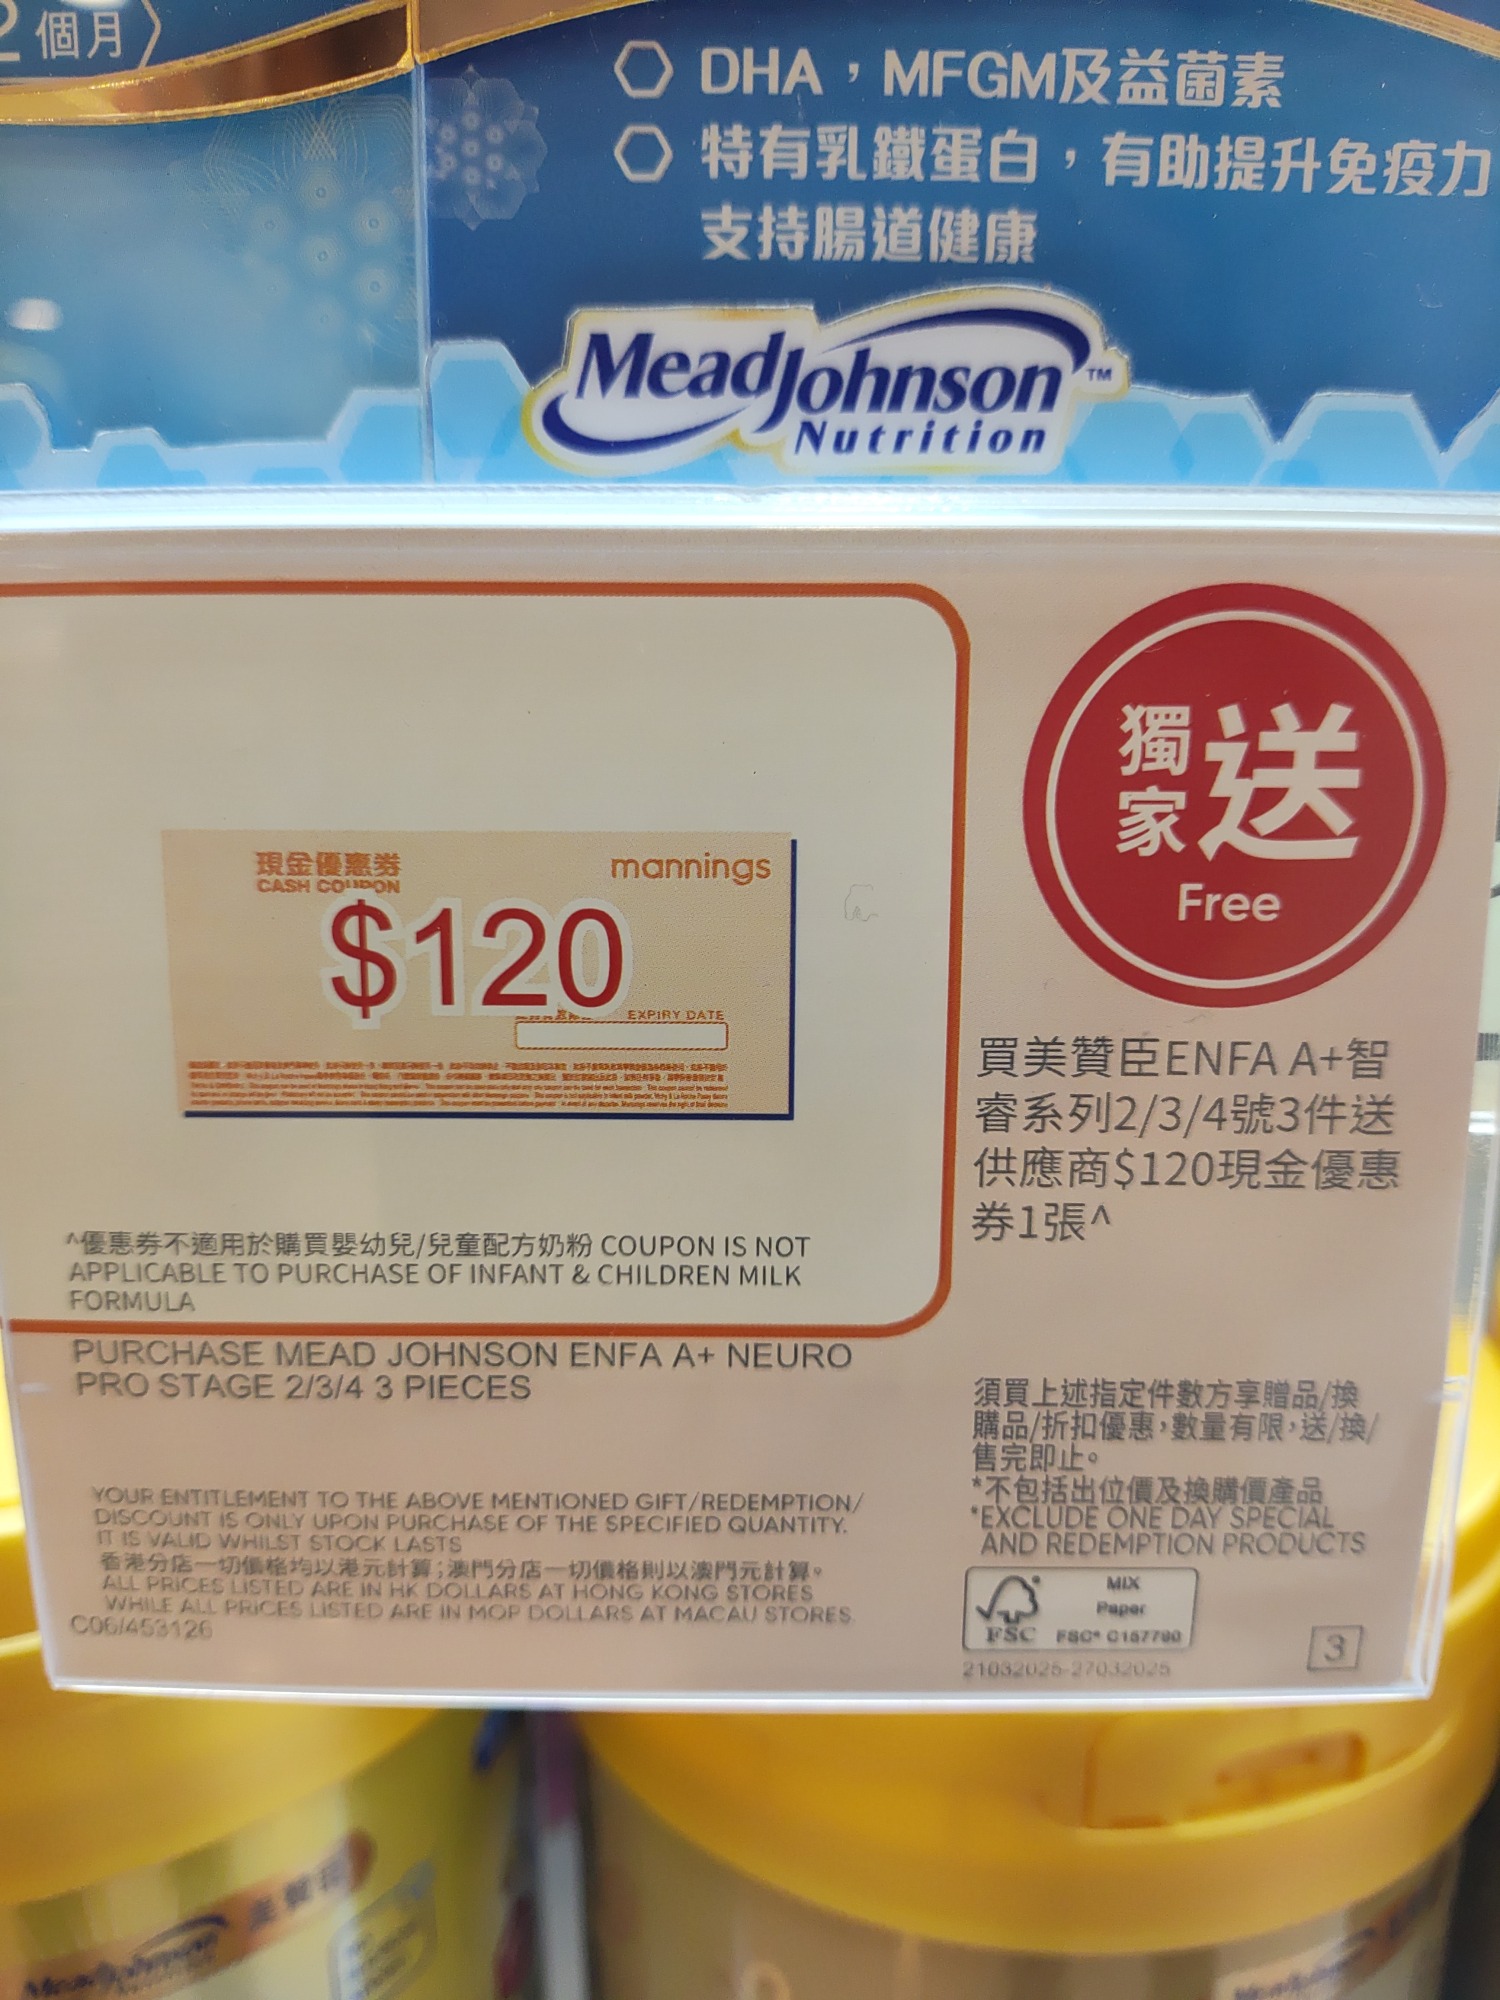 2個月
DHA，MFGM及益菌素
特有乳鐵蛋白，有助提升免疫力
支持腸道健康
MeadJohnson™
Nutrition
獨家送
Free
現金優惠券
CASH COUPON
mannings
$120
EXPIRY DATE
買美贊臣ENFA A+智
睿系列2/3/4號3件送
供應商$120現金優惠
券1張^
^優惠券不適用於購買嬰幼兒/兒童配方奶粉 COUPON IS NOT
APPLICABLE TO PURCHASE OF INFANT & CHILDREN MILK
FORMULA
PURCHASE MEAD JOHNSON ENFA A+ NEURO
PRO STAGE 2/3/4 3 PIECES
須買上述指定件數方享贈品/換
購品/折扣優惠，數量有限，送/換/
售完即止。
*不包括出位價及換購價產品
*EXCLUDE ONE DAY SPECIAL
AND REDEMPTION PRODUCTS
YOUR ENTITLEMENT TO THE ABOVE MENTIONED GIFT/REDEMPTION/
DISCOUNT IS ONLY UPON PURCHASE OF THE SPECIFIED QUANTITY.
IT IS VALID WHILST STOCK LASTS
香港分店一切價格均以港元計算；澳門分店一切價格則以澳門元計算。
ALL PRICES LISTED ARE IN HK DOLLARS AT HONG KONG STORES
WHILE ALL PRICES LISTED ARE IN MOP DOLLARS AT MACAU STORES
C06/453126
MIX
Paper
FSC FSC® C157790
21032025-27032025
3
MeadJohnson